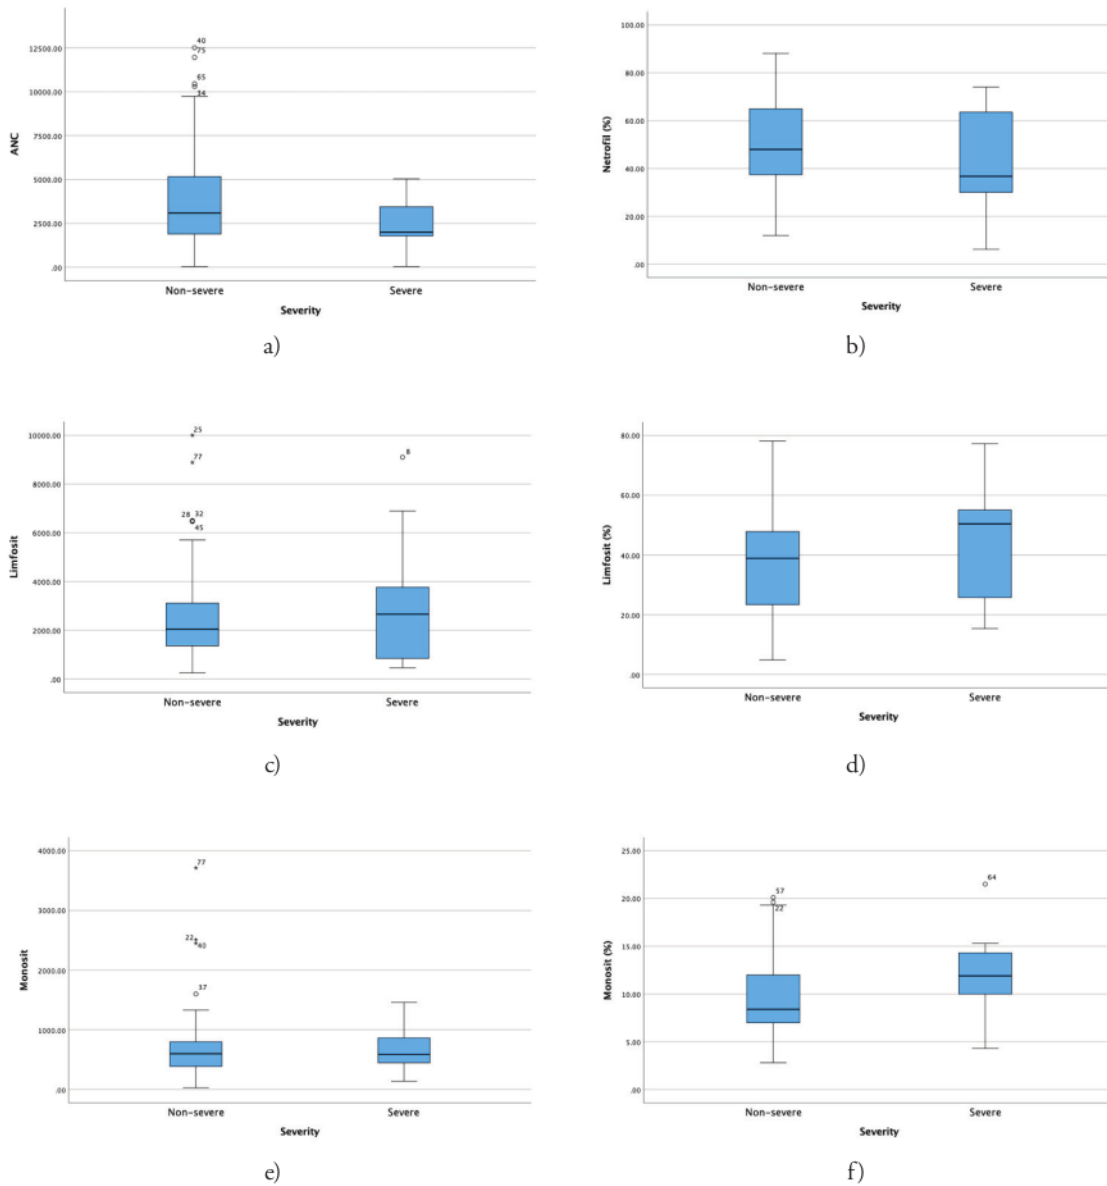 12500.00
10000.00
7500.00
5000.00
2500.00
.00
ANC
40
75
65
34
Non-severe
Severe
Severity
a)
100.00
80.00
60.00
40.00
20.00
.00
Netrofil (%)
Non-severe
Severe
Severity
b)
10000.00
8000.00
6000.00
4000.00
2000.00
.00
Limfosit
25
77
28 32
45
8
Non-severe
Severe
Severity
c)
80.00
60.00
40.00
20.00
.00
Limfosit (%)
Non-severe
Severe
Severity
d)
4000.00
3000.00
2000.00
1000.00
.00
Monosit
77
22
40
37
Non-severe
Severe
Severity
e)
25.00
20.00
15.00
10.00
5.00
.00
Monosit (%)
57
22
64
Non-severe
Severe
Severity
f)